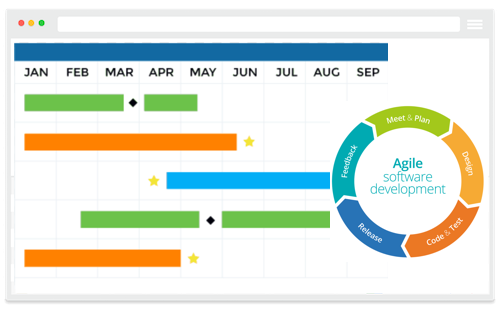 JAN FEB MAR APR MAY JUN JUL AUG SEP
Meet & Plan
Design
Code & Test
Release
Feedback
Agile
software
development